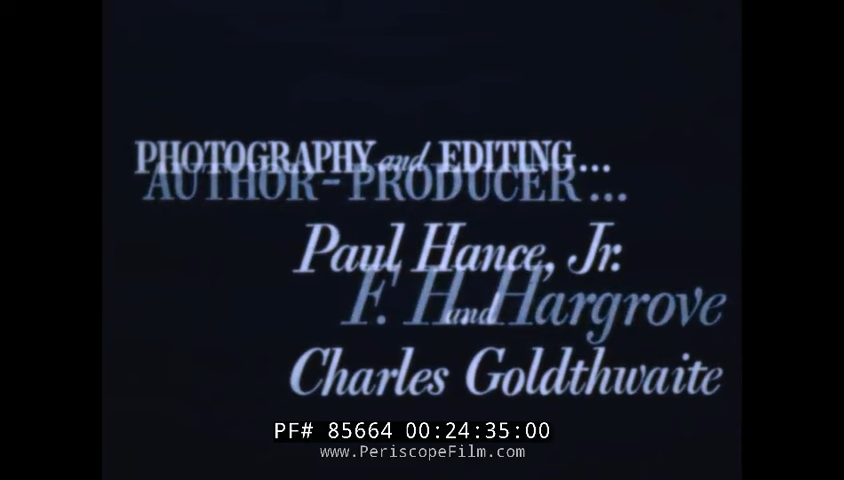 PHOTOGRAPHY and EDITING...
AUTHOR-PRODUCER...
Paul Hance, Jr.
F. H. Hargrove
and
Charles Goldthwaite
PF# 85664 00:24:35:00
www.PeriscopeFilm.com